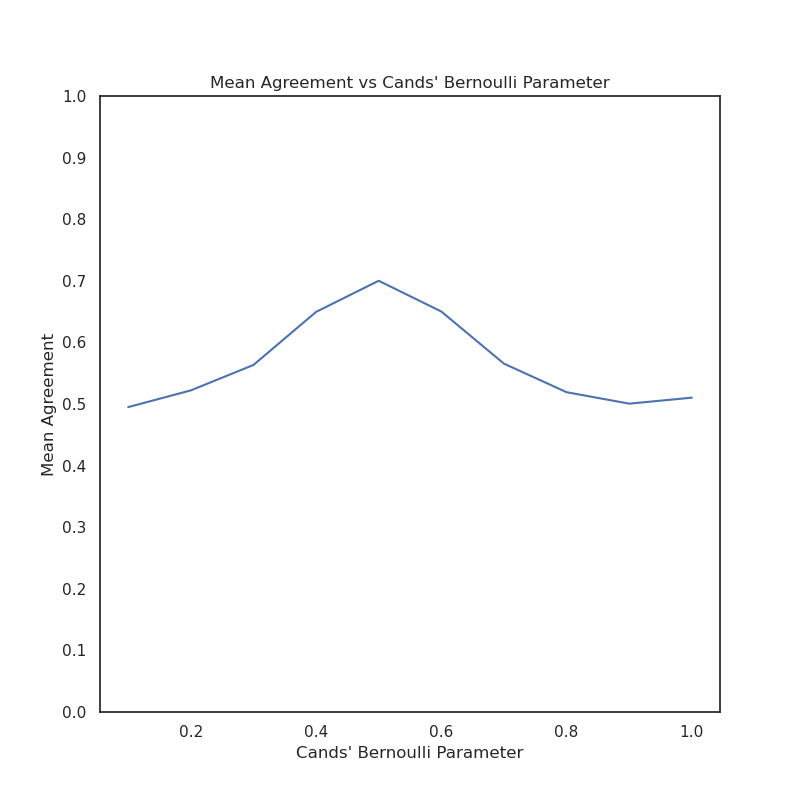 Mean Agreement vs Cands' Bernoulli Parameter
1.0
0.9
0.8
0.7
0.6
0.5
0.4
0.3
0.2
0.1
0.0
Mean Agreement
0.2 0.4 0.6 0.8 1.0
Cands' Bernoulli Parameter